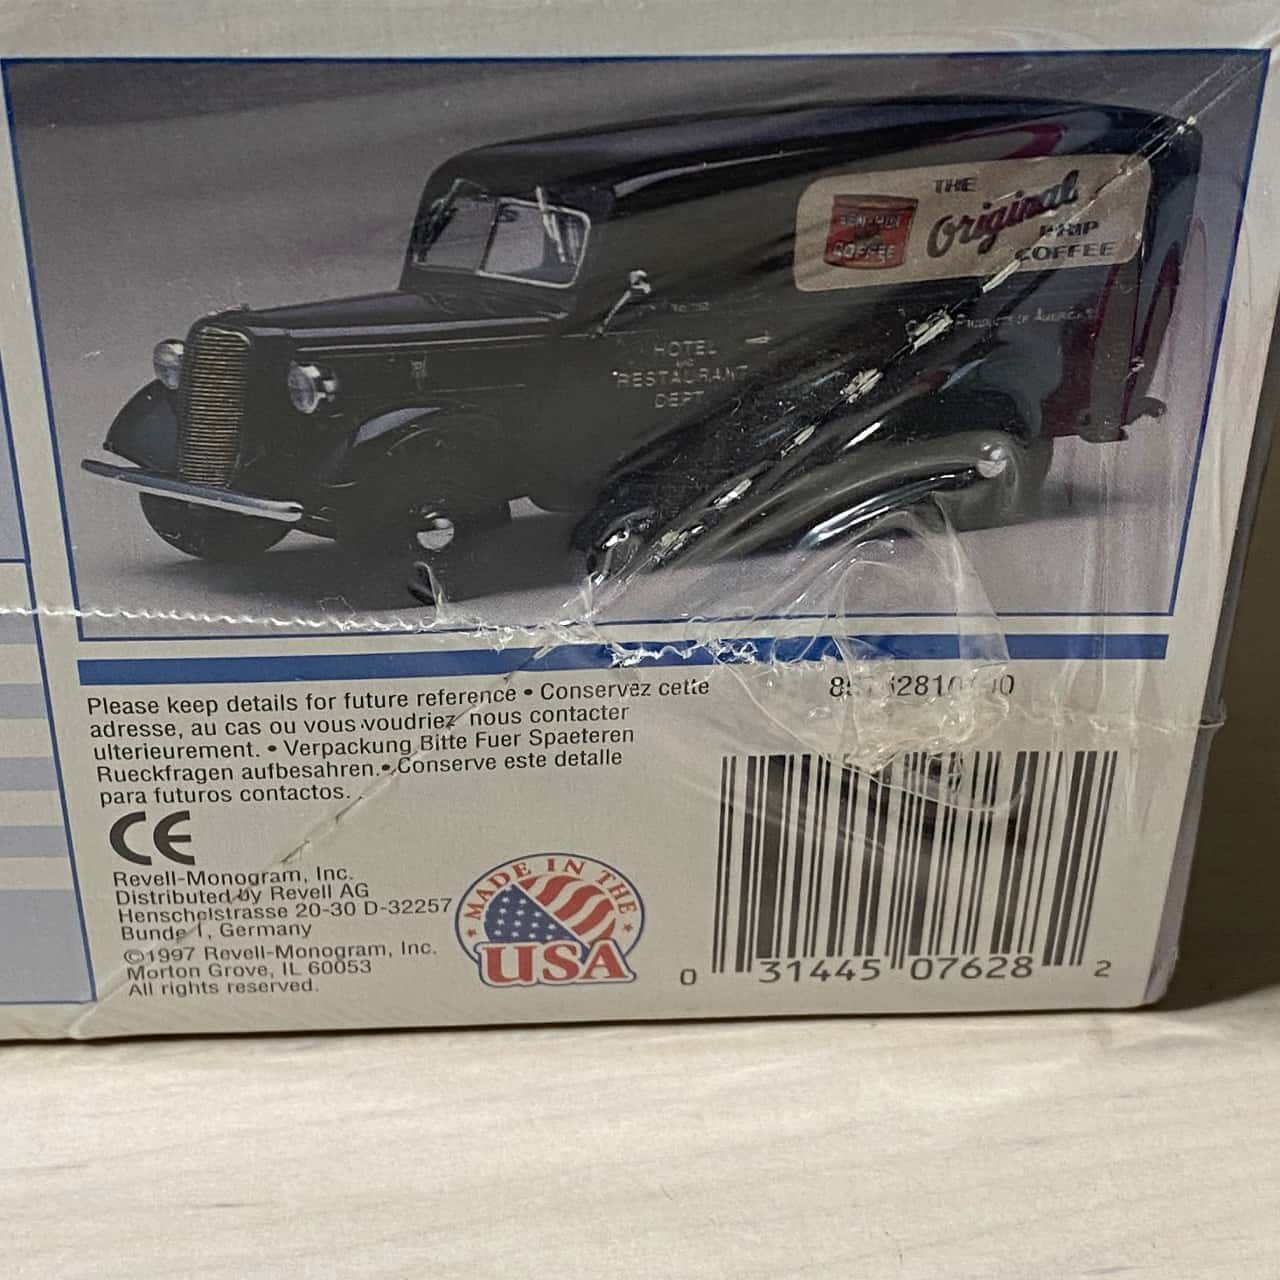 THE
Original
DRIP
COFFEE
COFFEE
HOTEL
RESTAURANT
DEPT
Please keep details for future reference • Conservez cette
adresse, au cas ou vous voudriez nous contacter
ulterieurement. • Verpackung Bitte Fuer Spaeteren
Rueckfragen aufbesahren. • Conserve este detalle
para futuros contactos.
CE
Revell-Monogram, Inc.
Distributed by Revell AG
Henschelstrasse 20-30 D-32257
Bunde 1, Germany
©1997 Revell-Monogram, Inc.
Morton Grove, IL 60053
All rights reserved.
MADE IN THE
USA
0 31445 07628 2